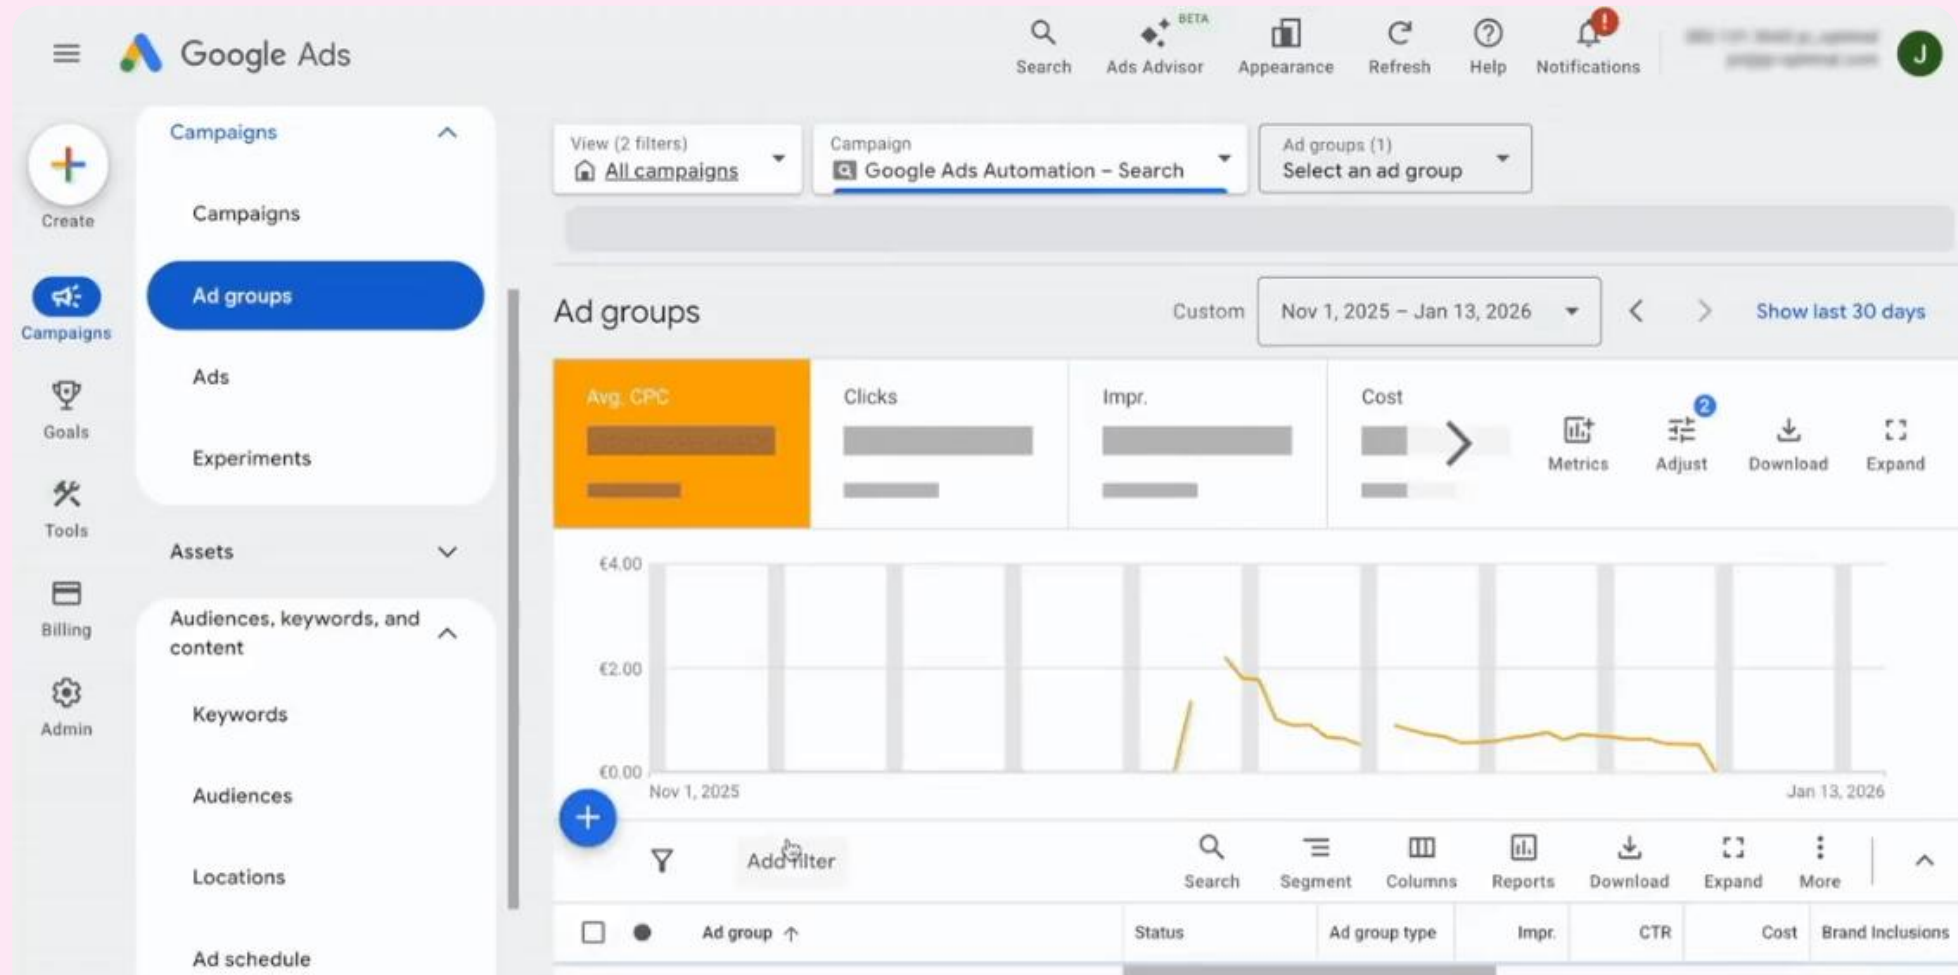 Google Ads
Search
BETA
Ads Advisor
Appearance
Refresh
Help
!
Notifications
J
Create
Campaigns
Goals
Tools
Billing
Admin
Campaigns
Campaigns
Ad groups
Ads
Experiments
Assets
Audiences, keywords, and
content
Keywords
Audiences
Locations
Ad schedule
View (2 filters)
All campaigns
Campaign
Google Ads Automation – Search
Ad groups (1)
Select an ad group
Ad groups
Custom
Nov 1, 2025 – Jan 13, 2026
Show last 30 days
Avg. CPC
Clicks
Impr.
Cost
Metrics
2
Adjust
Download
Expand
€4.00
€2.00
€0.00
Nov 1, 2025
Jan 13, 2026
Add filter
Search
Segment
Columns
Reports
Download
Expand
More
Ad group
Status
Ad group type
Impr.
CTR
Cost
Brand Inclusions